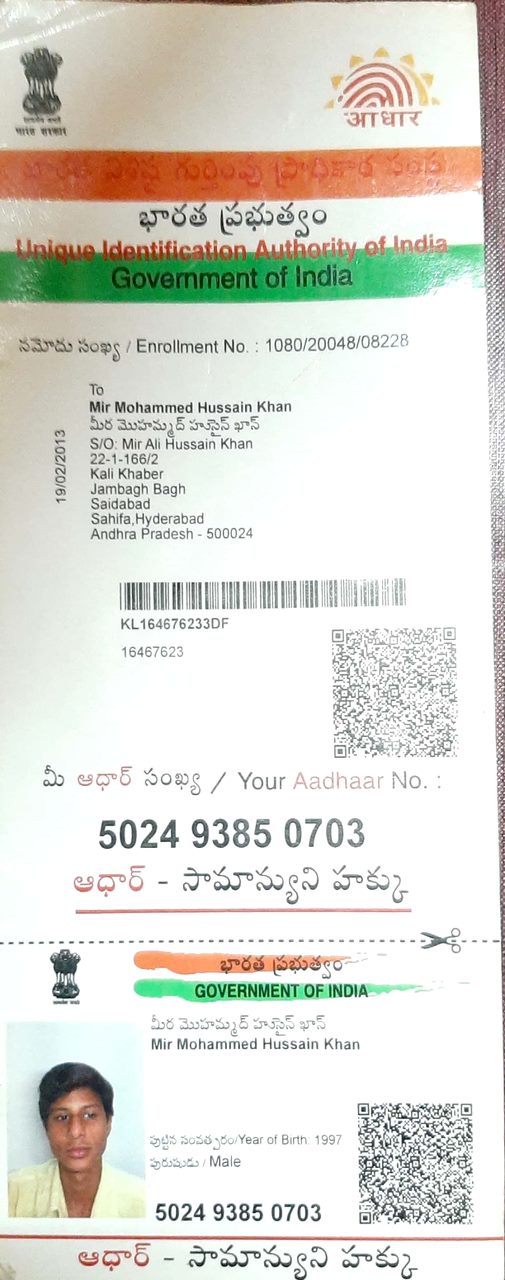 भारत सरकार
आधार
భారత ప్రభుత్వం
Unique Identification Authority of India
Government of India
నమోదు సంఖ్య / Enrollment No. : 1080/20048/08228
To
Mir Mohammed Hussain Khan
మీర మొహమ్మద్ హుసైన్ ఖాన్
S/O: Mir Ali Hussain Khan
22-1-166/2
Kali Khaber
Jambagh Bagh
Saidabad
Sahifa,Hyderabad
Andhra Pradesh - 500024
19/02/2013
KL164676233DF
16467623
మీ ఆధార్ సంఖ్య / Your Aadhaar No. :
5024 9385 0703
ఆధార్ - సామాన్యుని హక్కు
భారత ప్రభుత్వం
GOVERNMENT OF INDIA
మీర మొహమ్మద్ హుసైన్ ఖాన్
Mir Mohammed Hussain Khan
పుట్టిన సంవత్సరం/Year of Birth: 1997
పురుషుడు / Male
5024 9385 0703
ఆధార్ - సామాన్యుని హక్కు